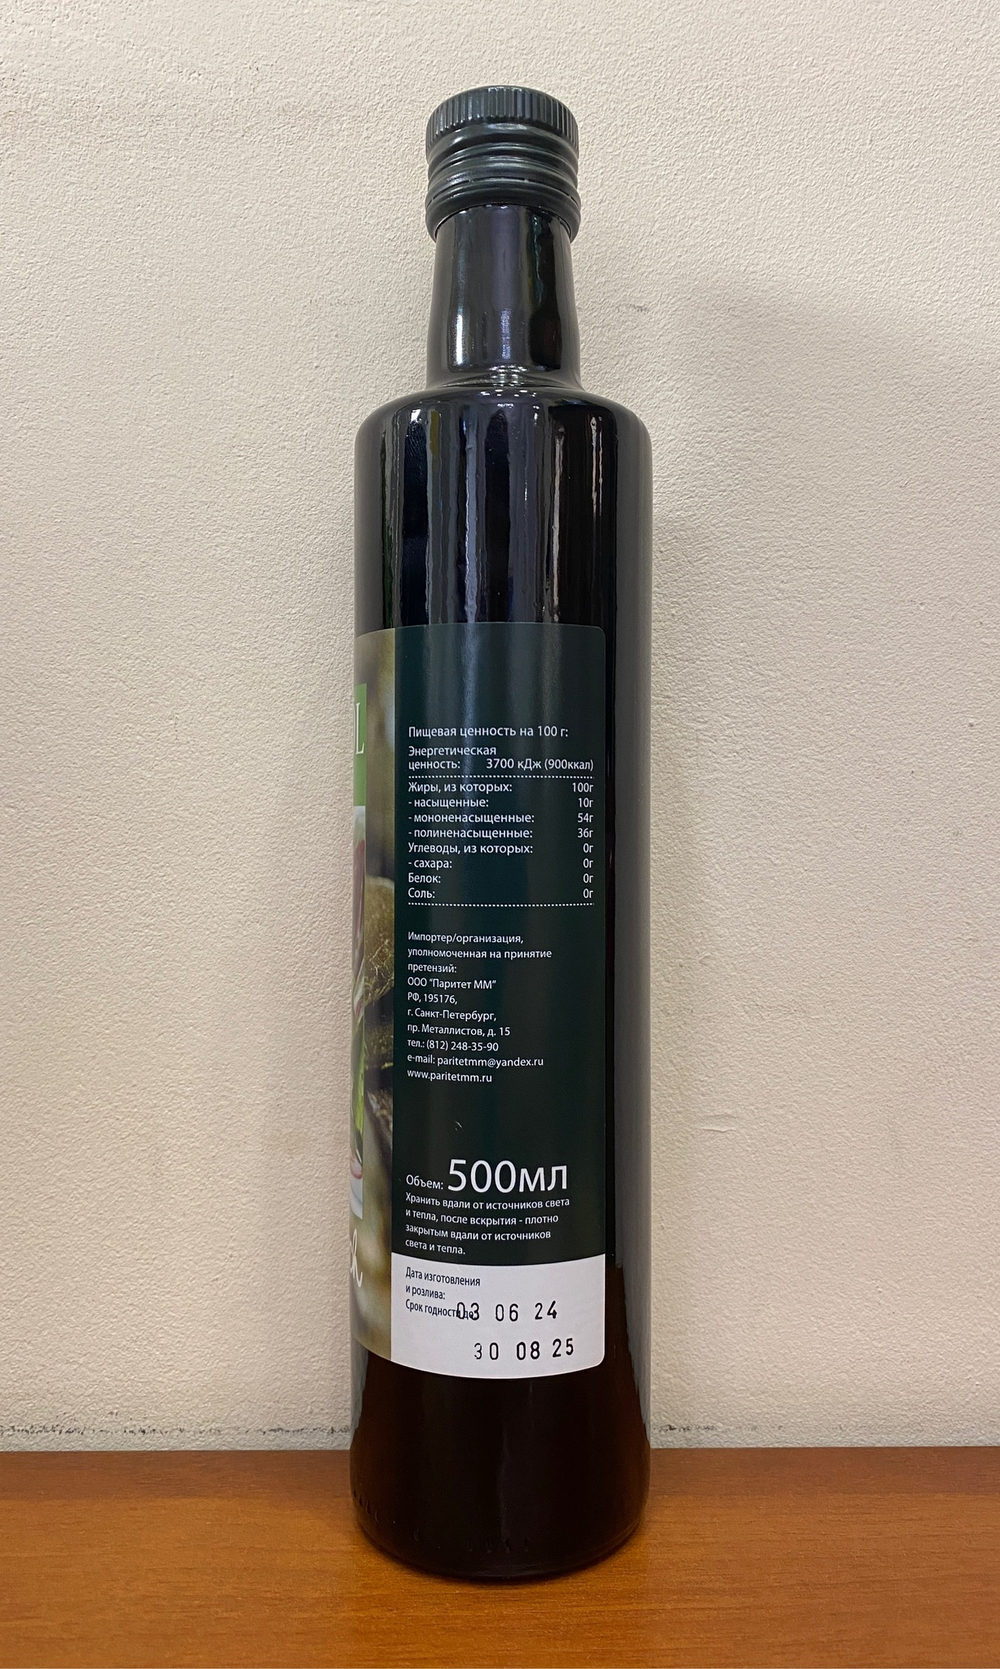 L
Пищевая ценность на 100 г:
Энергетическая
ценность: 3700 кДж (900ккал)
Жиры, из которых: 100г
- насыщенные: 10г
- мононенасыщенные: 54г
- полиненасыщенные: 36г
Углеводы, из которых: 0г
- сахара: 0г
Белок: 0г
Соль: 0г
Импортер/организация,
уполномоченная на принятие
претензий:
ООО "Паритет ММ"
РФ, 195176,
г. Санкт-Петербург,
пр. Металлистов, д. 15
тел.: (812) 248-35-90
e-mail: paritetmm@yandex.ru
www.paritetmm.ru
Объем: 500мл
Хранить вдали от источников света
и тепла, после вскрытия - плотно
закрытым вдали от источников
света и тепла.
Дата изготовления
и розлива:
Срок годности до: 03 06 24
30 08 25